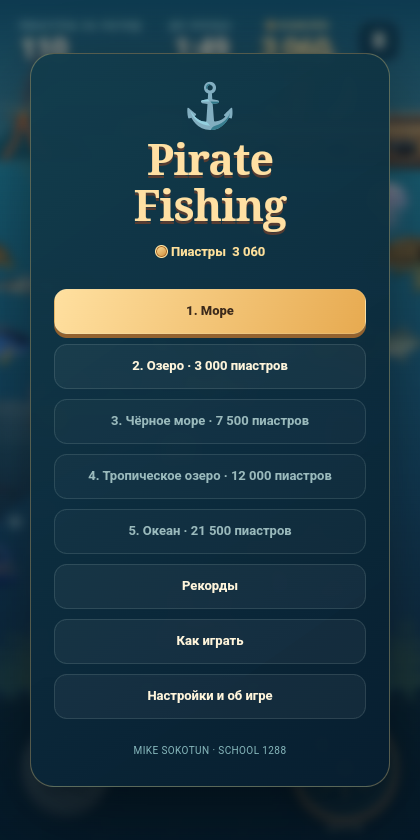 Pirate
Fishing
Пиастры 3 060
1. Море
2. Озеро · 3 000 пиастров
3. Чёрное море · 7 500 пиастров
4. Тропическое озеро · 12 000 пиастров
5. Океан · 21 500 пиастров
Рекорды
Как играть
Настройки и об игре
MIKE SOKOTUN · SCHOOL 1288